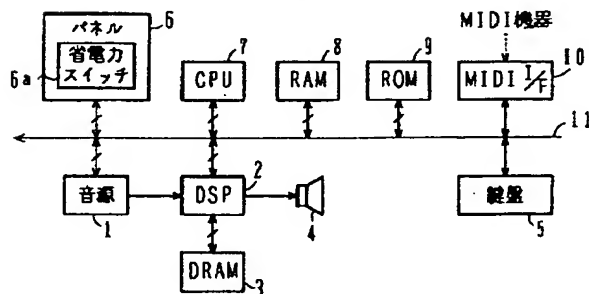 パネル 6
省電力
スイッチ
6a
CPU 7
RAM 8
ROM 9
MIDI機器
MIDI I/F 10
11
音源 1
DSP 2
4
鍵盤 5
DRAM 3